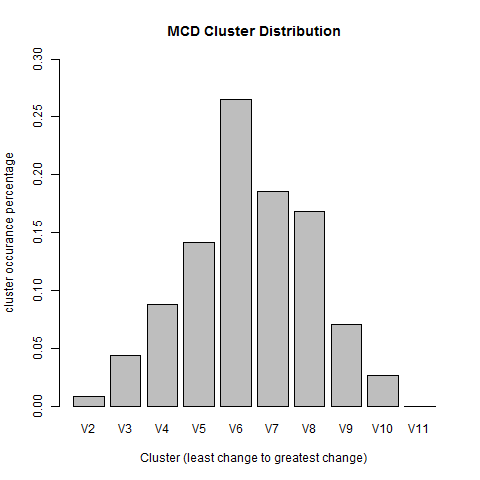 MCD Cluster Distribution
cluster occurance percentage
0.30
0.25
0.20
0.15
0.10
0.05
0.00
V2 V3 V4 V5 V6 V7 V8 V9 V10 V11
Cluster (least change to greatest change)